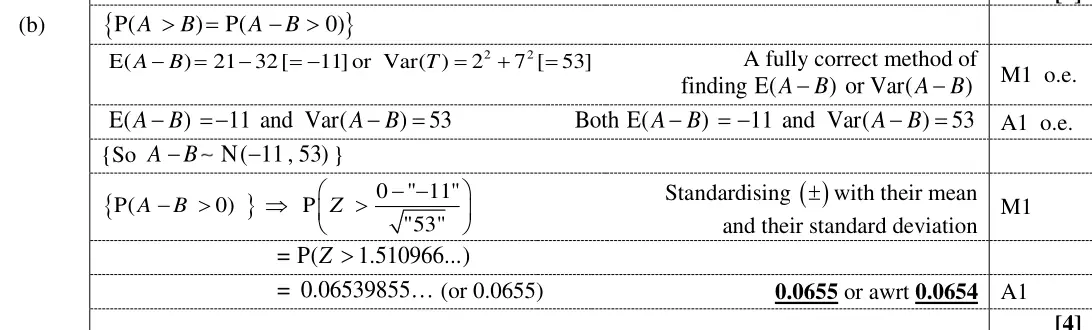 (b) {P(A > B) = P(A − B > 0)}
E(A − B) = 21 − 32 [= −11] or Var(T) = 2² + 7² [= 53] A fully correct method of
finding E(A − B) or Var(A − B) M1 o.e.
E(A − B) = −11 and Var(A − B) = 53 Both E(A − B) = −11 and Var(A − B) = 53 A1 o.e.
{So A − B ~ N(−11, 53)}
{P(A − B > 0)} ⇒ P(Z > (0 − "−11") / √"53") Standardising (±) with their mean
and their standard deviation M1
= P(Z > 1.510966...)
= 0.06539855… (or 0.0655) 0.0655 or awrt 0.0654 A1
[4]